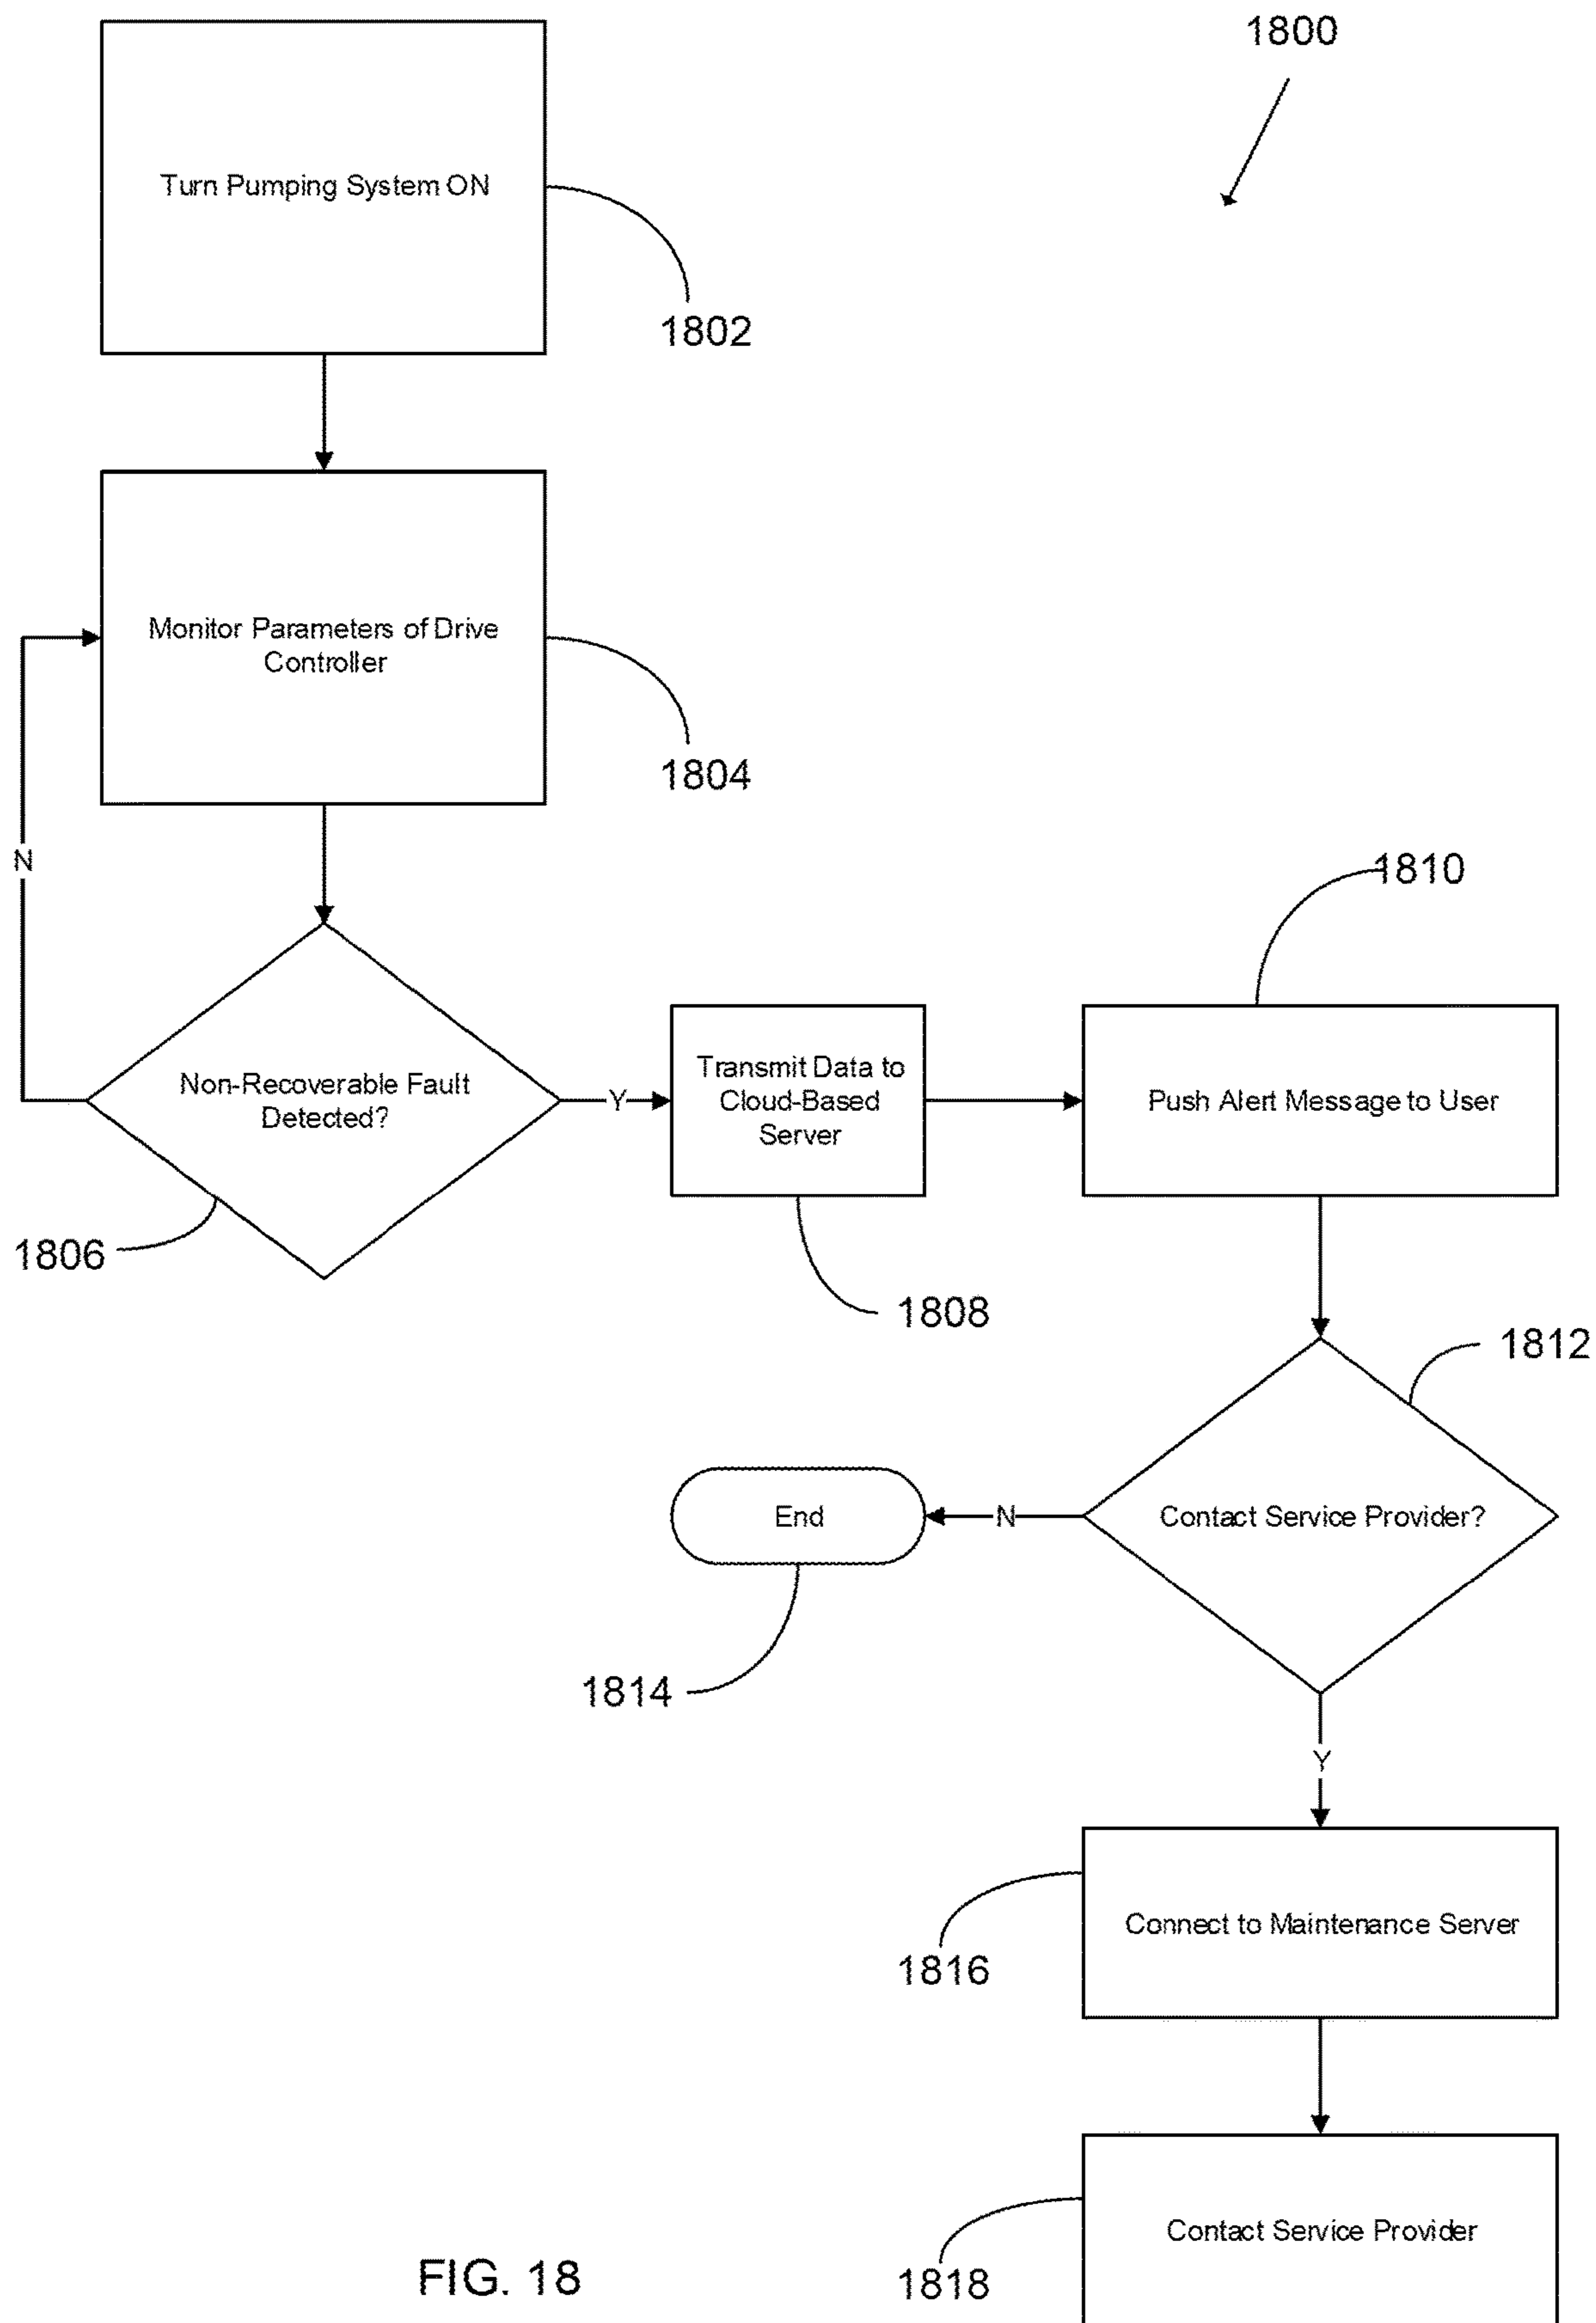 1800
Turn Pumping System ON
1802
Monitor Parameters of Drive
Controller
1804
N
1810
Non-Recoverable Fault
Detected?
Y
Transmit Data to
Cloud-Based
Server
Push Alert Message to User
1806
1808
1812
End
N
Contact Service Provider?
1814
Y
Connect to Maintenance Server
1816
Contact Service Provider
1818
FIG. 18